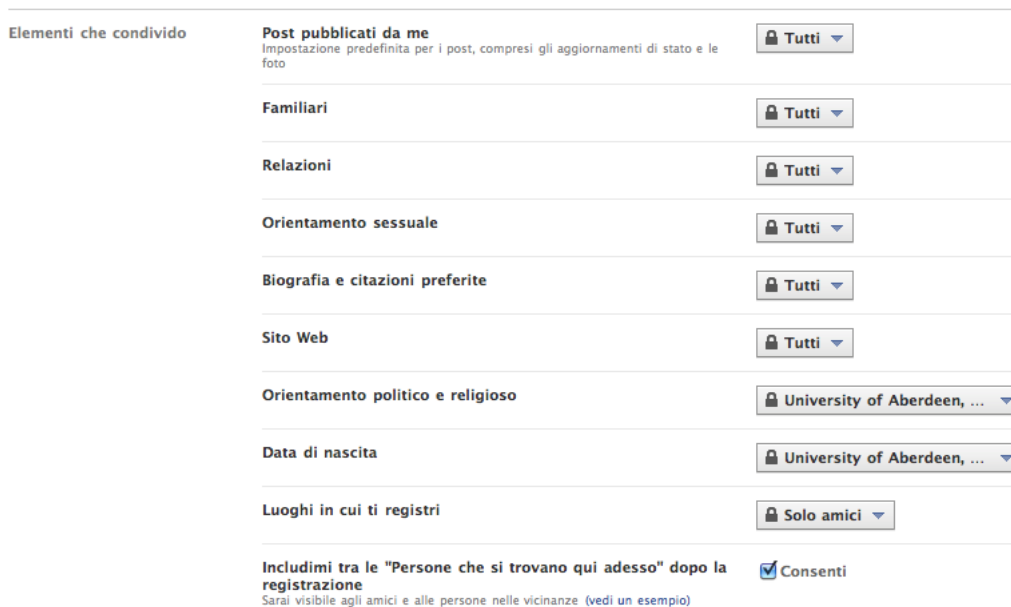 Elementi che condivido
Post pubblicati da me
Impostazione predefinita per i post, compresi gli aggiornamenti di stato e le
foto
Tutti
Familiari
Tutti
Relazioni
Tutti
Orientamento sessuale
Tutti
Biografia e citazioni preferite
Tutti
Sito Web
Tutti
Orientamento politico e religioso
University of Aberdeen, ...
Data di nascita
University of Aberdeen, ...
Luoghi in cui ti registri
Solo amici
Includimi tra le "Persone che si trovano qui adesso" dopo la
registrazione
Sarai visibile agli amici e alle persone nelle vicinanze (vedi un esempio)
Consenti